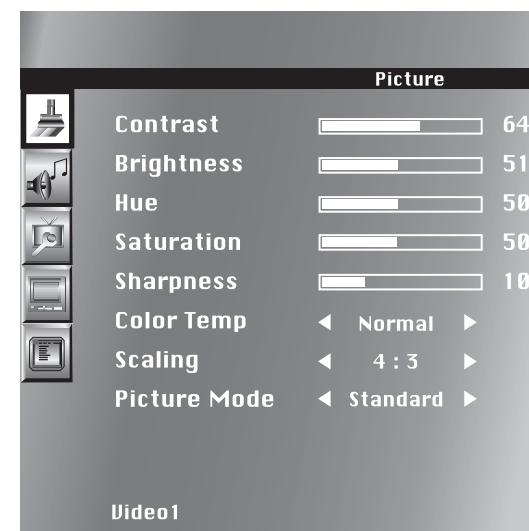 Picture
Contrast 64
Brightness 51
Hue 50
Saturation 50
Sharpness 10
Color Temp Normal
Scaling 4:3
Picture Mode Standard
Video1